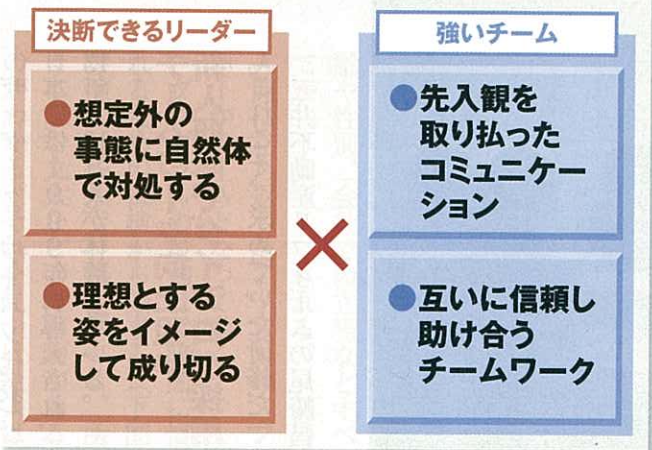 決断できるリーダー
●想定外の
事態に自然体
で対処する
●理想とする
姿をイメージ
して成り切る
×
強いチーム
●先入観を
取り払った
コミュニケー
ション
●互いに信頼し
助け合う
チームワーク